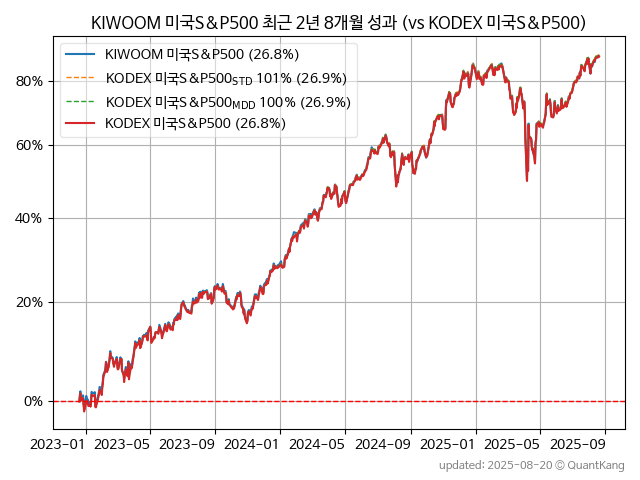 KIWOOM 미국S&P500 최근 2년 8개월 성과 (vs KODEX 미국S&P500)
KIWOOM 미국S&P500 (26.8%)
KODEX 미국S&P500STD 101% (26.9%)
KODEX 미국S&P500MDD 100% (26.9%)
KODEX 미국S&P500 (26.8%)
80%
60%
40%
20%
0%
2023-01 2023-05 2023-09 2024-01 2024-05 2024-09 2025-01 2025-05 2025-09
updated: 2025-08-20 © QuantKang